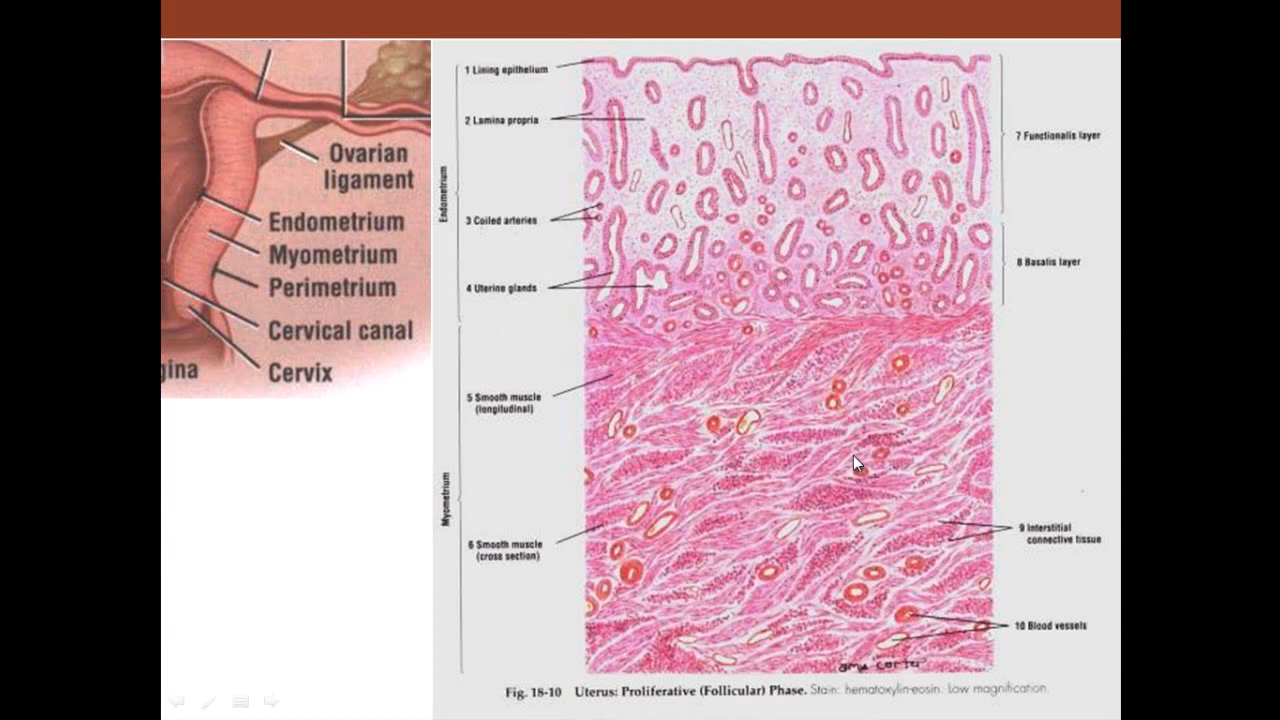 Ovarian
ligament
Endometrium
Myometrium
Perimetrium
Cervical canal
gina
Cervix
Endometrium
Myometrium
1 Lining epithelium
2 Lamina propria
3 Coiled arteries
4 Uterine glands
5 Smooth muscle
(longitudinal)
6 Smooth muscle
(cross section)
7 Functionalis layer
8 Basalis layer
9 Interstitial
connective tissue
10 Blood vessels
Fig. 18-10 Uterus: Proliferative (Follicular) Phase. Stain: hematoxylin-eosin. Low magnification.